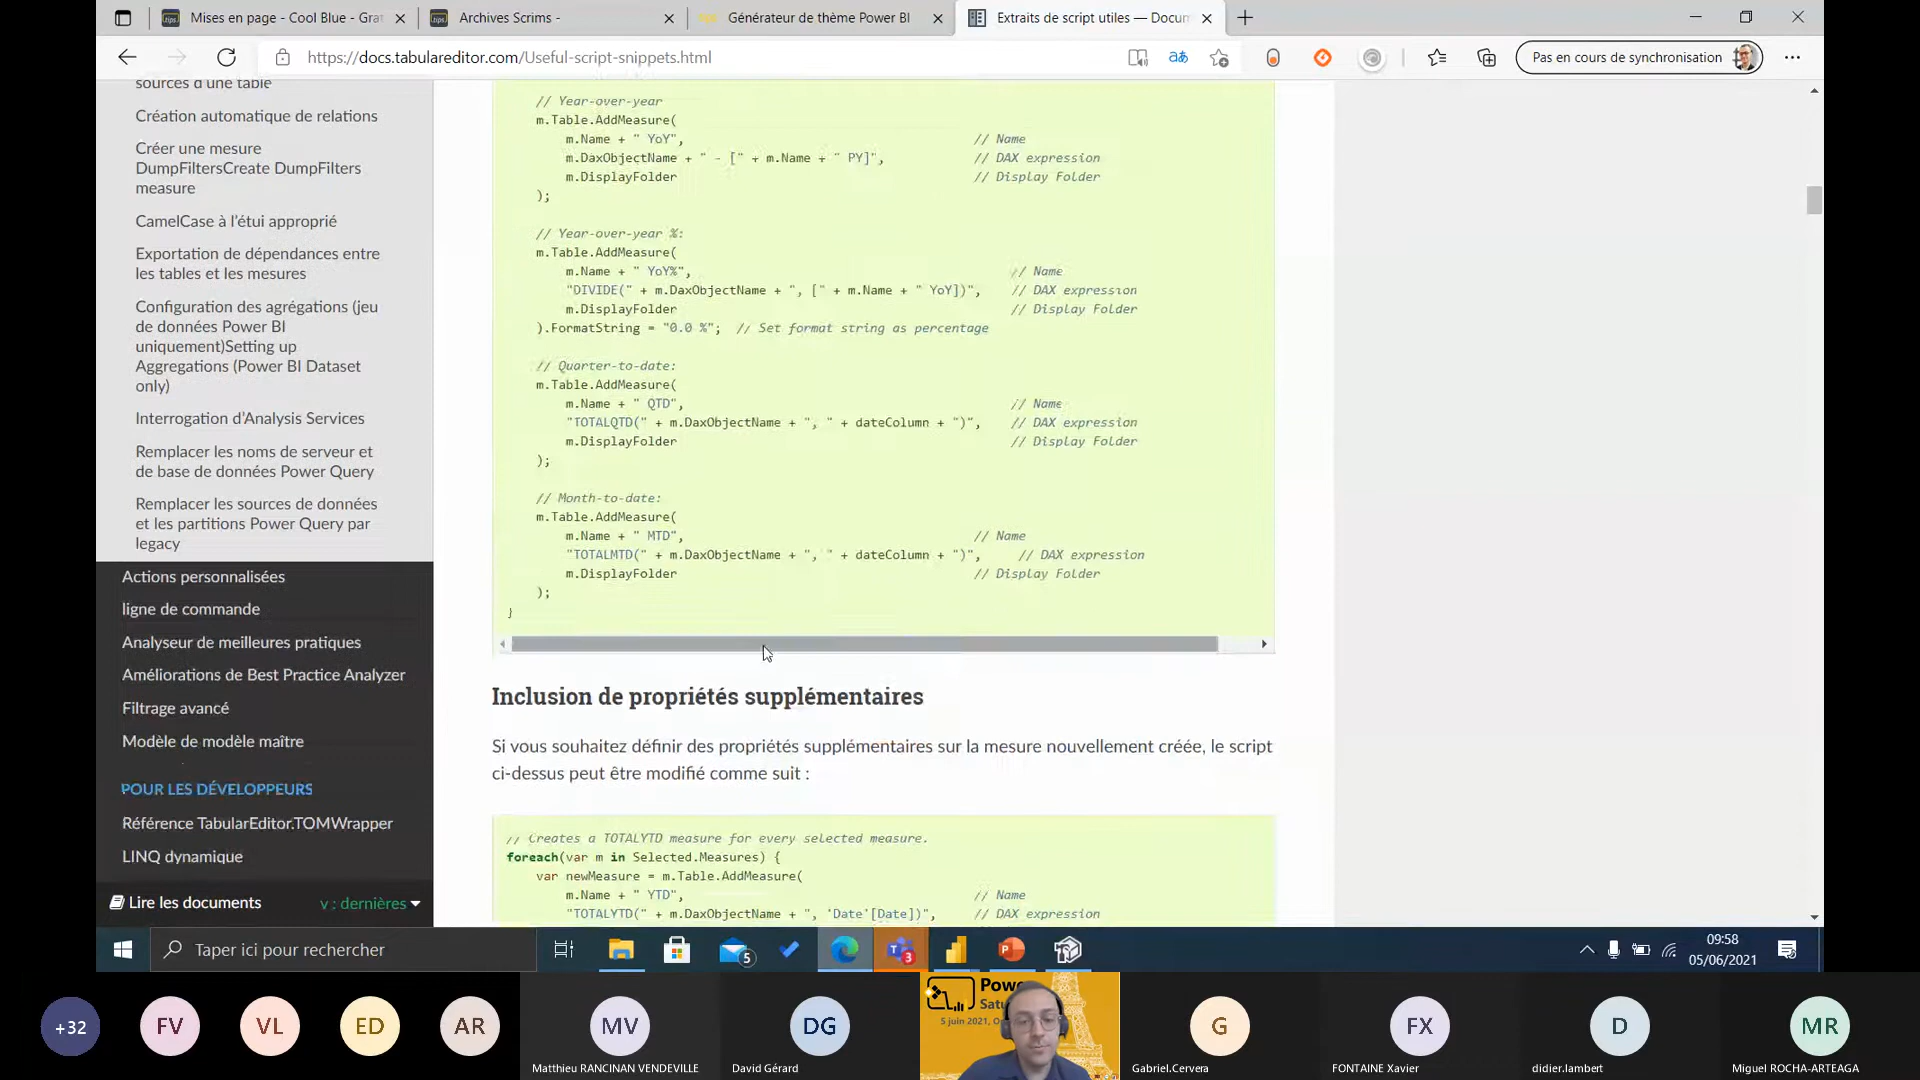 Mises en page - Cool Blue - Grat
Archives Scrims -
Générateur de thème Power BI
Extraits de script utiles — Docum
https://docs.tabulareditor.com/Useful-script-snippets.html
Pas en cours de synchronisation
sources d'une table
Création automatique de relations
Créer une mesure
DumpFiltersCreate DumpFilters
measure
CamelCase à l'étui approprié
Exportation de dépendances entre
les tables et les mesures
Configuration des agrégations (jeu
de données Power BI
uniquement)Setting up
Aggregations (Power BI Dataset
only)
Interrogation d'Analysis Services
Remplacer les noms de serveur et
de base de données Power Query
Remplacer les sources de données
et les partitions Power Query par
legacy
Actions personnalisées
ligne de commande
Analyseur de meilleures pratiques
Améliorations de Best Practice Analyzer
Filtrage avancé
Modèle de modèle maître
POUR LES DÉVELOPPEURS
Référence TabularEditor.TOMWrapper
LINQ dynamique
Lire les documents
v : dernières
// Year-over-year
m.Table.AddMeasure(
m.Name + " YoY", // Name
m.DaxObjectName + " - [" + m.Name + " PY]", // DAX expression
m.DisplayFolder // Display Folder
);
// Year-over-year %:
m.Table.AddMeasure(
m.Name + " YoY%", // Name
"DIVIDE(" + m.DaxObjectName + ", [" + m.Name + " YoY])", // DAX expression
m.DisplayFolder // Display Folder
).FormatString = "0.0 %"; // Set format string as percentage
// Quarter-to-date:
m.Table.AddMeasure(
m.Name + " QTD", // Name
"TOTALQTD(" + m.DaxObjectName + ", " + dateColumn + ")", // DAX expression
m.DisplayFolder // Display Folder
);
// Month-to-date:
m.Table.AddMeasure(
m.Name + " MTD", // Name
"TOTALMTD(" + m.DaxObjectName + ", " + dateColumn + ")", // DAX expression
m.DisplayFolder // Display Folder
);
}
Inclusion de propriétés supplémentaires
Si vous souhaitez définir des propriétés supplémentaires sur la mesure nouvellement créée, le script
ci-dessus peut être modifié comme suit :
// Creates a TOTALYTD measure for every selected measure.
foreach(var m in Selected.Measures) {
var newMeasure = m.Table.AddMeasure(
m.Name + " YTD", // Name
"TOTALYTD(" + m.DaxObjectName + ", 'Date'[Date])", // DAX expression
Taper ici pour rechercher
5
3
09:58
05/06/2021
+32
FV
VL
ED
AR
MV
Matthieu RANCINAN VENDEVILLE
DG
David Gérard
Powe
Satu
5 juin 2021, O
G
Gabriel.Cervera
FX
FONTAINE Xavier
D
didier.lambert
MR
Miguel ROCHA-ARTEAGA